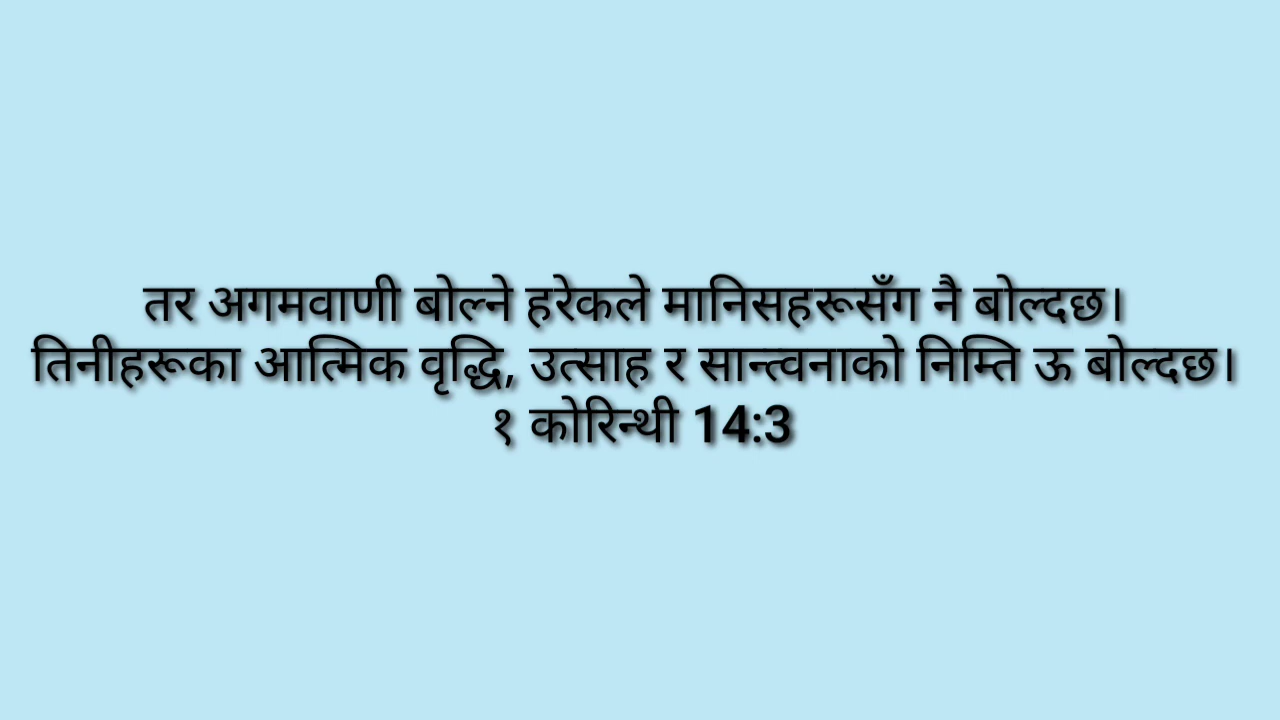 तर अगमवाणी बोल्ने हरेकले मानिसहरूसँग नै बोल्दछ।
तिनीहरूका आत्मिक वृद्धि, उत्साह र सान्त्वनाको निम्ति ऊ बोल्दछ।
१ कोरिन्थी 14:3